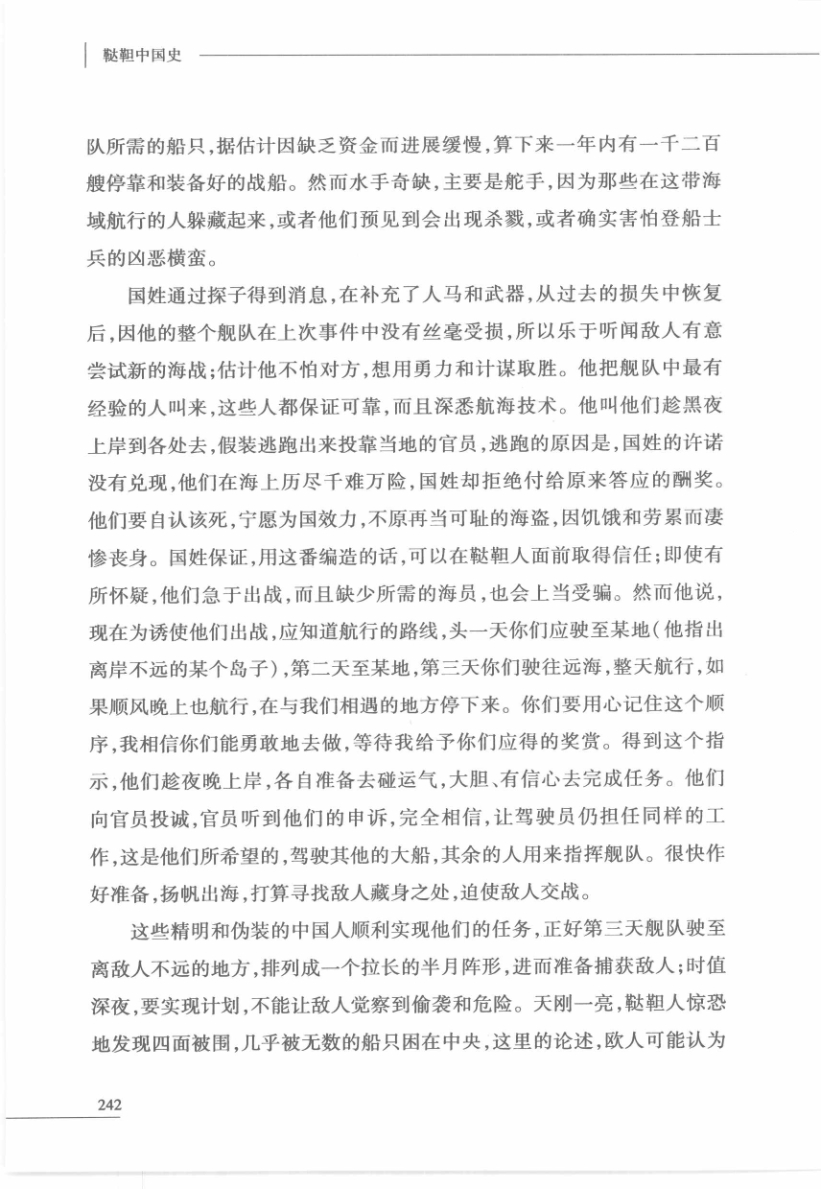 鞑靼中国史
队所需的船只,据估计因缺乏资金而进展缓慢,算下来一年内有一千二百
艘停靠和装备好的战船。然而水手奇缺,主要是舵手,因为那些在这带海
域航行的人躲藏起来,或者他们预见到会出现杀戮,或者确实害怕登船士
兵的凶恶横蛮。
国姓通过探子得到消息,在补充了人马和武器,从过去的损失中恢复
后,因他的整个舰队在上次事件中没有丝毫受损,所以乐于听闻敌人有意
尝试新的海战;估计他不怕对方,想用勇力和计谋取胜。他把舰队中最有
经验的人叫来,这些人都保证可靠,而且深悉航海技术。他叫他们趁黑夜
上岸到各处去,假装逃跑出来投靠当地的官员,逃跑的原因是,国姓的许诺
没有兑现,他们在海上历尽千难万险,国姓却拒绝付给原来答应的酬奖。
他们要自认该死,宁愿为国效力,不原再当可耻的海盗,因饥饿和劳累而凄
惨丧身。国姓保证,用这番编造的话,可以在鞑靼人面前取得信任;即使有
所怀疑,他们急于出战,而且缺少所需的海员,也会上当受骗。然而他说,
现在为诱使他们出战,应知道航行的路线,头一天你们应驶至某地(他指出
离岸不远的某个岛子),第二天至某地,第三天你们驶往远海,整天航行,如
果顺风晚上也航行,在与我们相遇的地方停下来。你们要用心记住这个顺
序,我相信你们能勇敢地去做,等待我给予你们应得的奖赏。得到这个指
示,他们趁夜晚上岸,各自准备去碰运气,大胆、有信心去完成任务。他们
向官员投诚,官员听到他们的申诉,完全相信,让驾驶员仍担任同样的工
作,这是他们所希望的,驾驶其他的大船,其余的人用来指挥舰队。很快作
好准备,扬帆出海,打算寻找敌人藏身之处,迫使敌人交战。
这些精明和伪装的中国人顺利实现他们的任务,正好第三天舰队驶至
离敌人不远的地方,排列成一个拉长的半月阵形,进而准备捕获敌人;时值
深夜,要实现计划,不能让敌人觉察到偷袭和危险。天刚一亮,鞑靼人惊恐
地发现四面被围,几乎被无数的船只困在中央,这里的论述,欧人可能认为
242